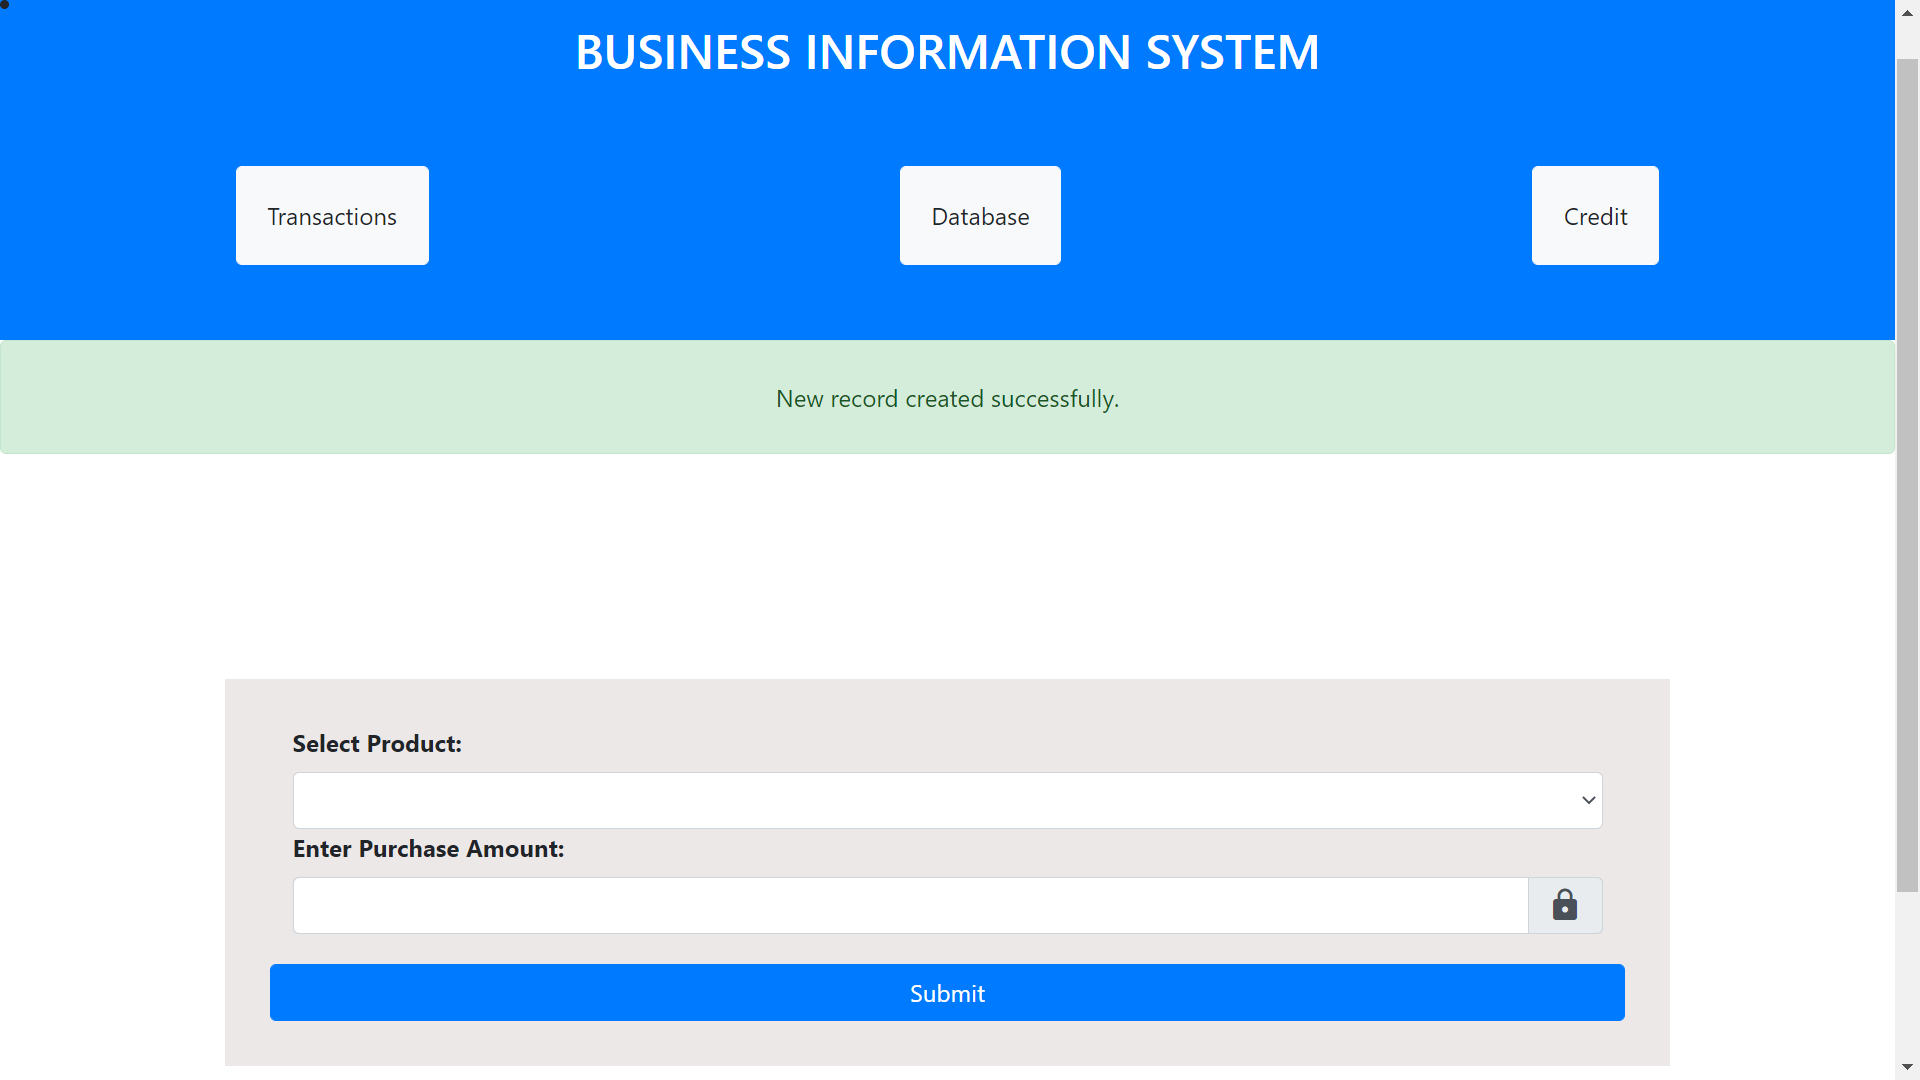 BUSINESS INFORMATION SYSTEM
Transactions
Database
Credit
New record created successfully.
Select Product:
Enter Purchase Amount:
Submit